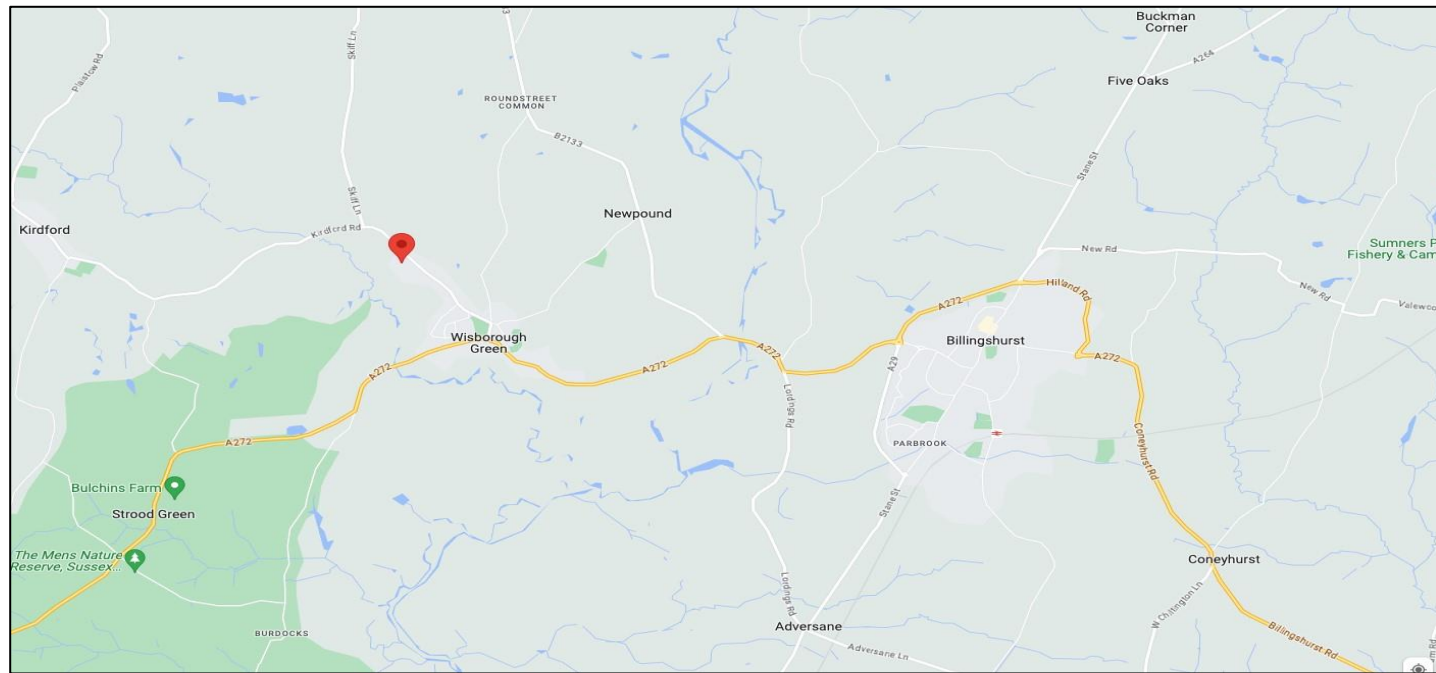 Buckman
Corner
A264
Five Oaks
Plaistow Rd
Skiff Ln
3
ROUNDSTREET
COMMON
B2133
Stane St
Skiff Ln
Newpound
Kirdford
Kirdford Rd
New Rd
Sumners P
Fishery & Cam
New Rd
Valewoo
Hilland Rd
A272
Wisborough
Green
Billingshurst
A272
A272
A272
A272
A29
Lordings Rd
A272
PARBROOK
Coneyhurst Rd
Bulchins Farm
Strood Green
Stane St
The Mens Nature
Reserve, Sussex...
Coneyhurst
Lordings Rd
W Chiltington Ln
Adversane
BURDOCKS
Adversane Ln
Billingshurst Rd
m Rd